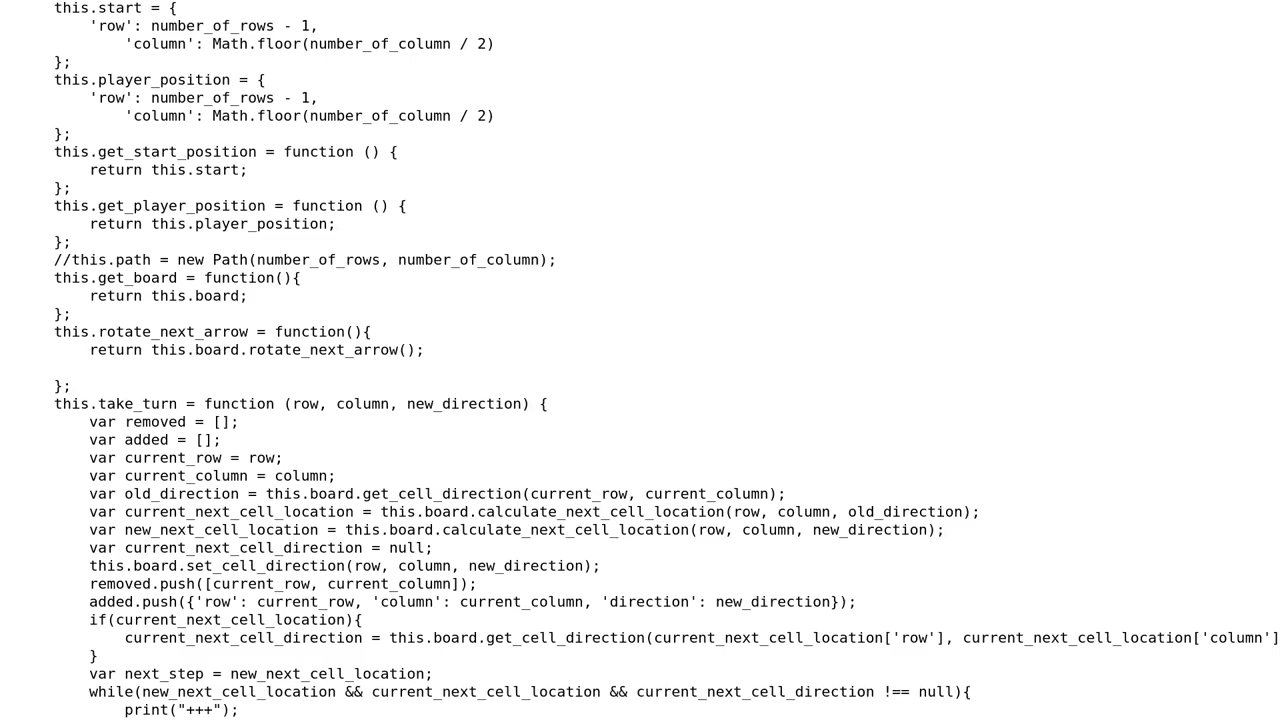 this.start = {
'row': number_of_rows - 1,
'column': Math.floor(number_of_column / 2)
};
this.player_position = {
'row': number_of_rows - 1,
'column': Math.floor(number_of_column / 2)
};
this.get_start_position = function () {
return this.start;
};
this.get_player_position = function () {
return this.player_position;
};
//this.path = new Path(number_of_rows, number_of_column);
this.get_board = function(){
return this.board;
};
this.rotate_next_arrow = function(){
return this.board.rotate_next_arrow();
};
this.take_turn = function (row, column, new_direction) {
var removed = [];
var added = [];
var current_row = row;
var current_column = column;
var old_direction = this.board.get_cell_direction(current_row, current_column);
var current_next_cell_location = this.board.calculate_next_cell_location(row, column, old_direction);
var new_next_cell_location = this.board.calculate_next_cell_location(row, column, new_direction);
var current_next_cell_direction = null;
this.board.set_cell_direction(row, column, new_direction);
removed.push([current_row, current_column]);
added.push({'row': current_row, 'column': current_column, 'direction': new_direction});
if(current_next_cell_location){
current_next_cell_direction = this.board.get_cell_direction(current_next_cell_location['row'], current_next_cell_location['column']
}
var next_step = new_next_cell_location;
while(new_next_cell_location && current_next_cell_location && current_next_cell_direction !== null){
print("+++");